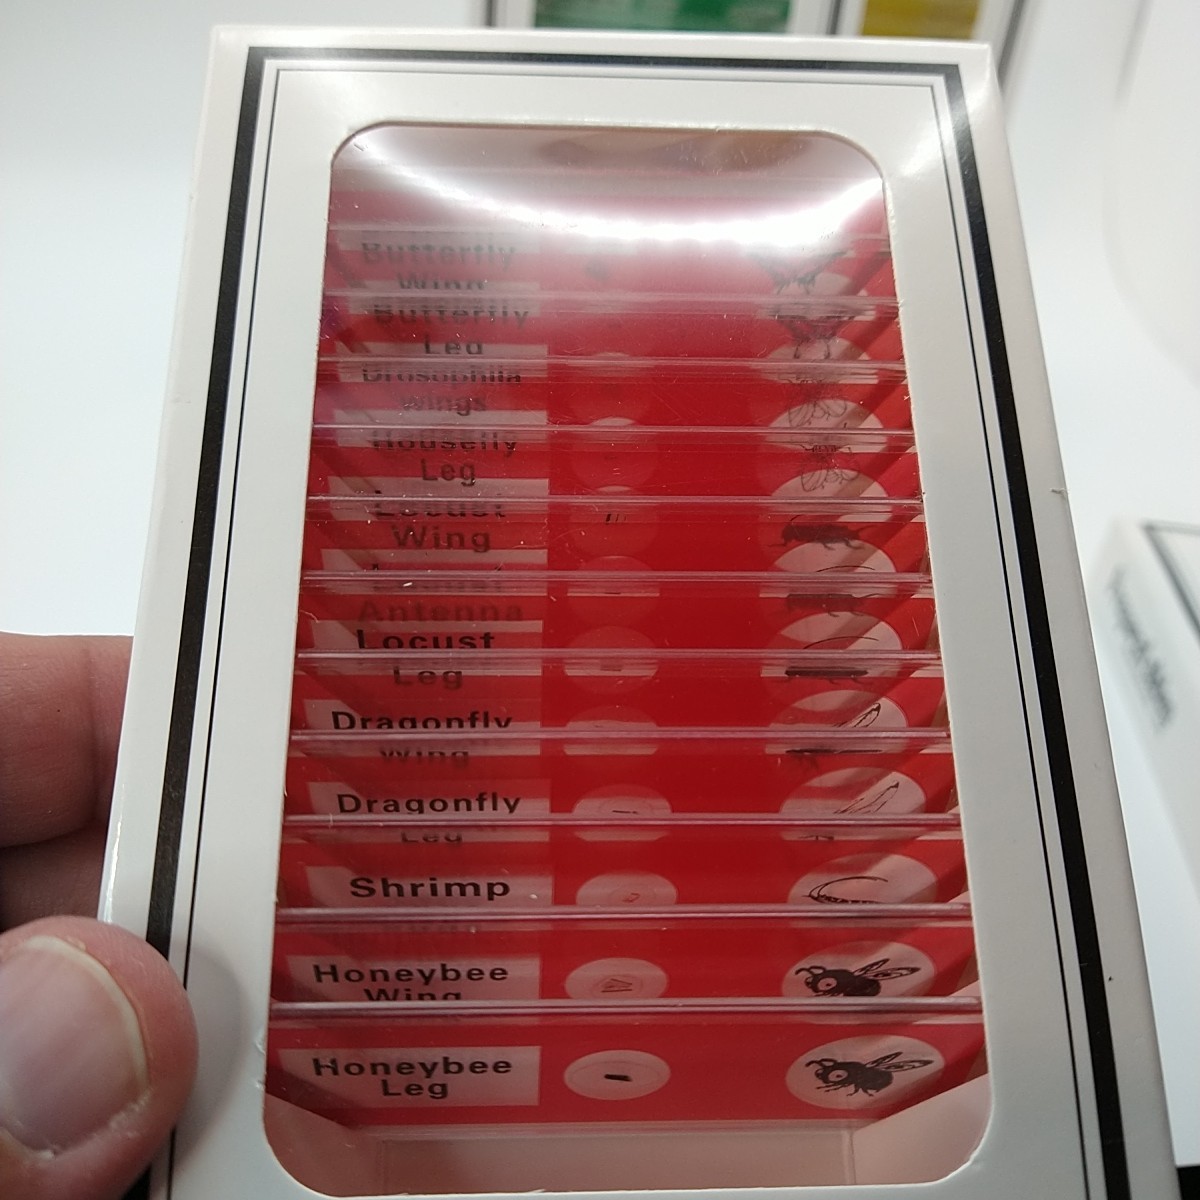 Butterfly
Wing
Butterfly
Leg
Drosophila
Wings
Housefly
Leg
Locust
Wing
Locust
Antenna
Locust
Leg
Dragonfly
Wing
Dragonfly
Leg
Shrimp
Honeybee
Wing
Honeybee
Leg